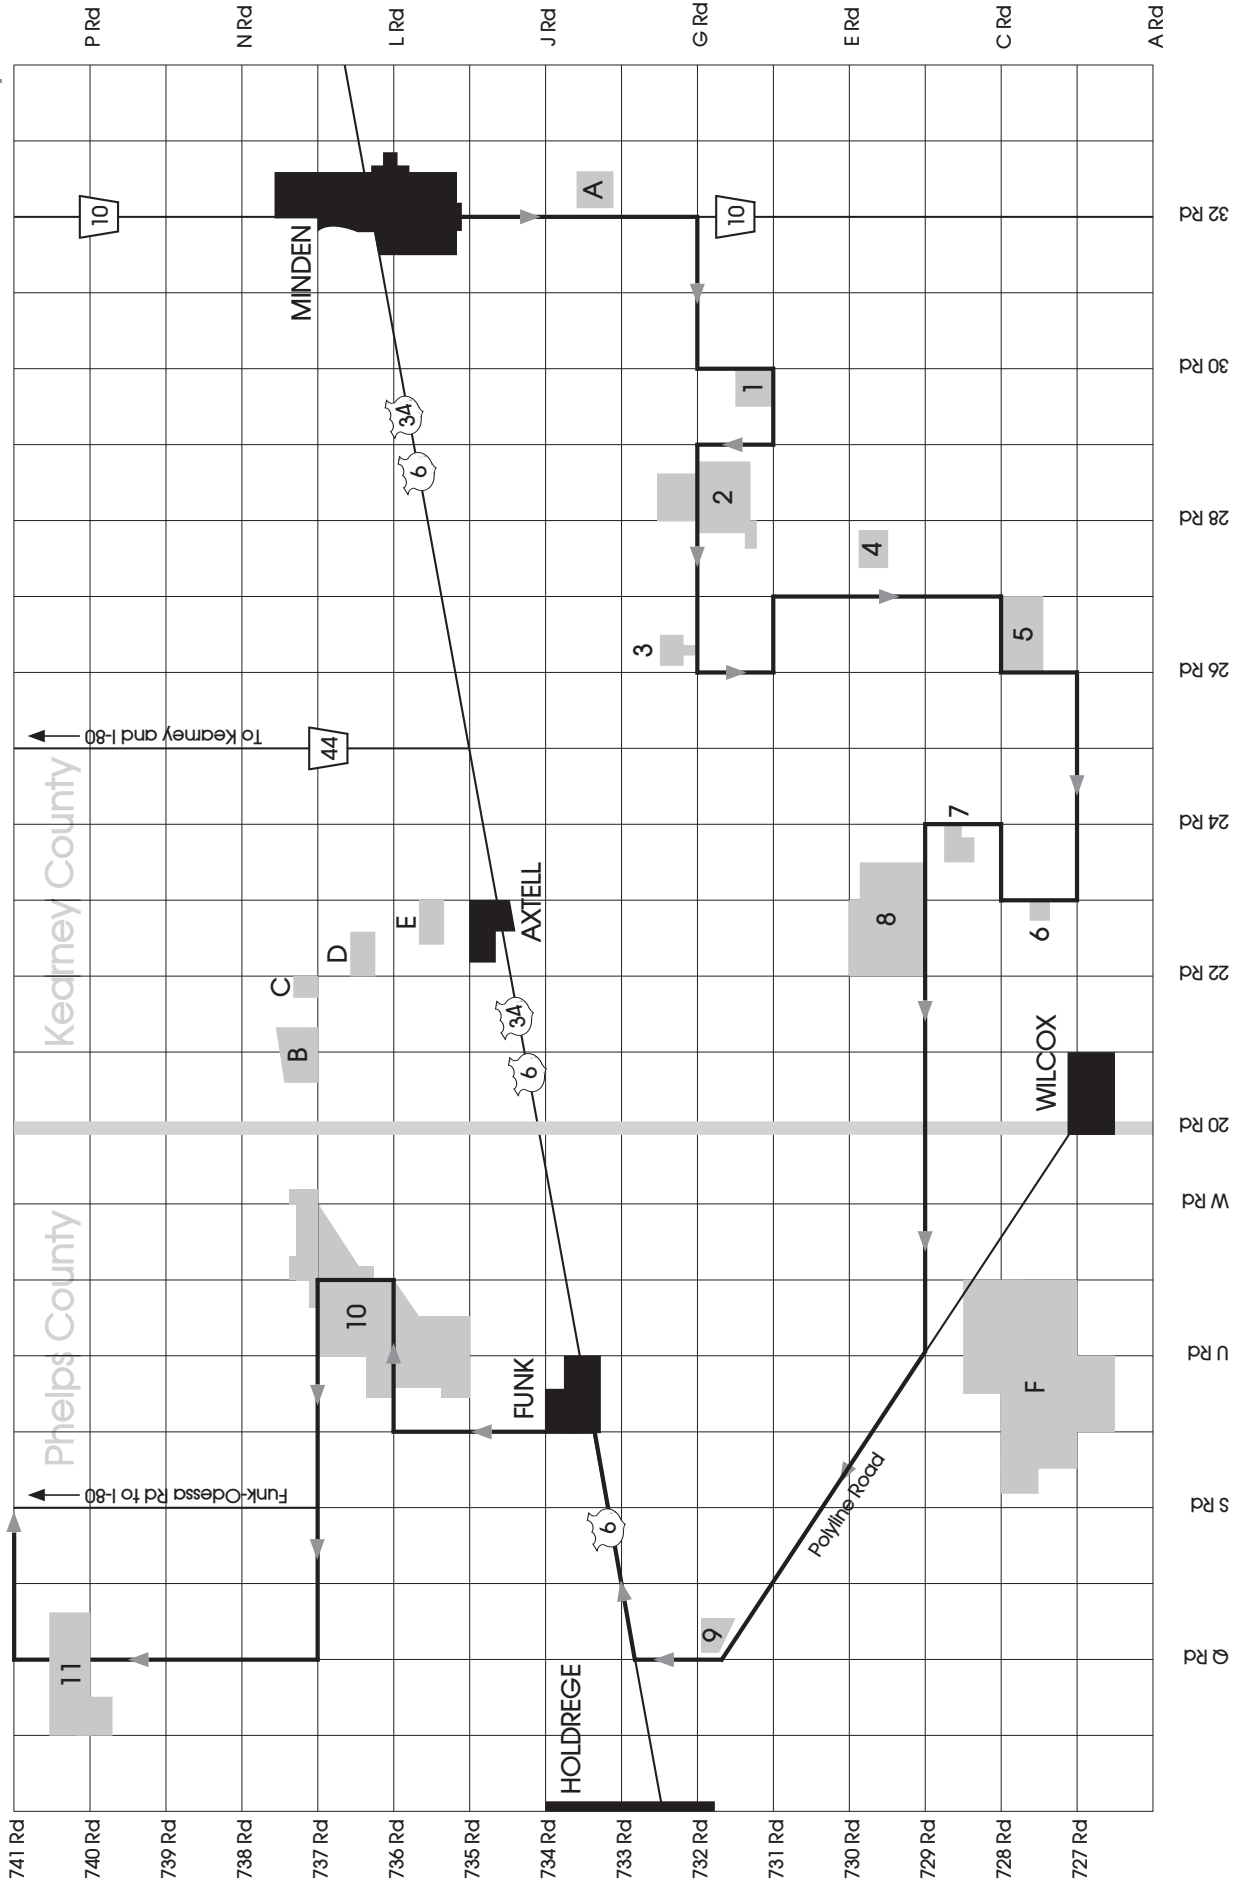 P Rd
N Rd
L Rd
J Rd
G Rd
E Rd
C Rd
A Rd
10
10
A
MINDEN
32 Rd
30 Rd
34
6
1
2
28 Rd
4
3
5
26 Rd
To Kearney and I-80
44
Kearney County
24 Rd
7
E
AXTELL
8
6
D
C
22 Rd
B
34
6
WILCOX
20 Rd
W Rd
Phelps County
10
FUNK
U Rd
F
Polyline Road
Funk-Odessa Rd to I-80
S Rd
6
9
11
Q Rd
HOLDREGE
741 Rd
740 Rd
739 Rd
738 Rd
737 Rd
736 Rd
735 Rd
734 Rd
733 Rd
732 Rd
731 Rd
730 Rd
729 Rd
728 Rd
727 Rd